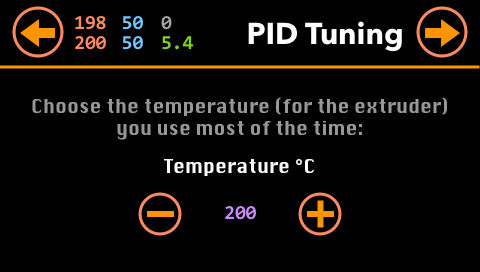 198 50 0
200 50 5.4
PID Tuning
Choose the temperature (for the extruder)
you use most of the time:
Temperature °C
200